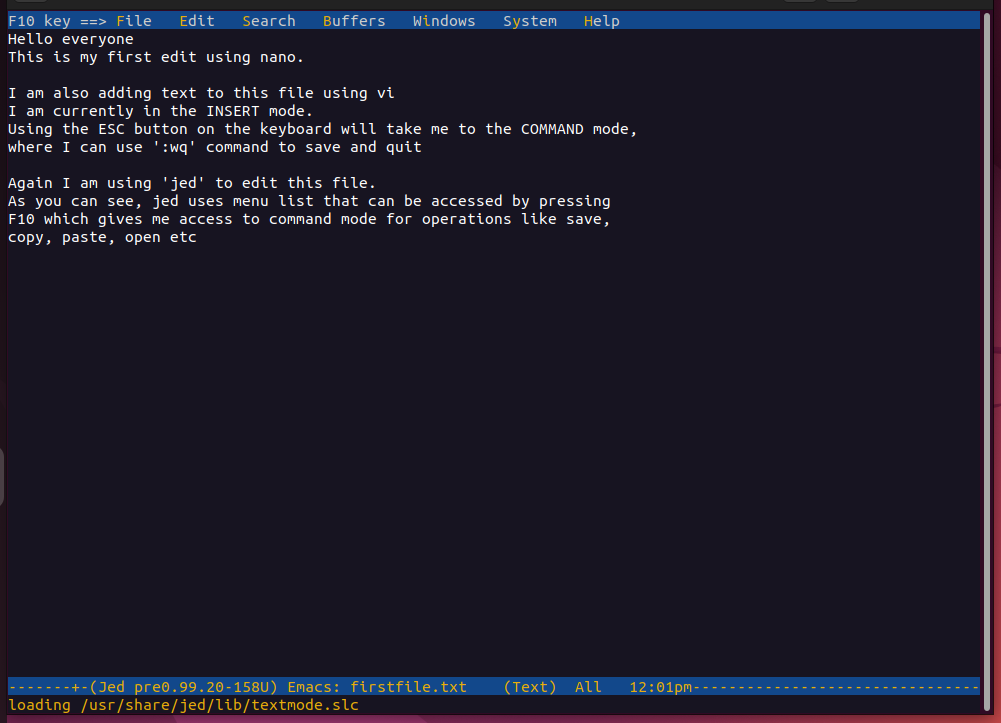 F10 key ==> File   Edit   Search   Buffers   Windows   System   Help
Hello everyone
This is my first edit using nano.
I am also adding text to this file using vi
I am currently in the INSERT mode.
Using the ESC button on the keyboard will take me to the COMMAND mode,
where I can use ':wq' command to save and quit
Again I am using 'jed' to edit this file.
As you can see, jed uses menu list that can be accessed by pressing
F10 which gives me access to command mode for operations like save,
copy, paste, open etc
-------+-(Jed pre0.99.20-158U) Emacs: firstfile.txt    (Text)  All   12:01pm--------------------------------
loading /usr/share/jed/lib/textmode.slc